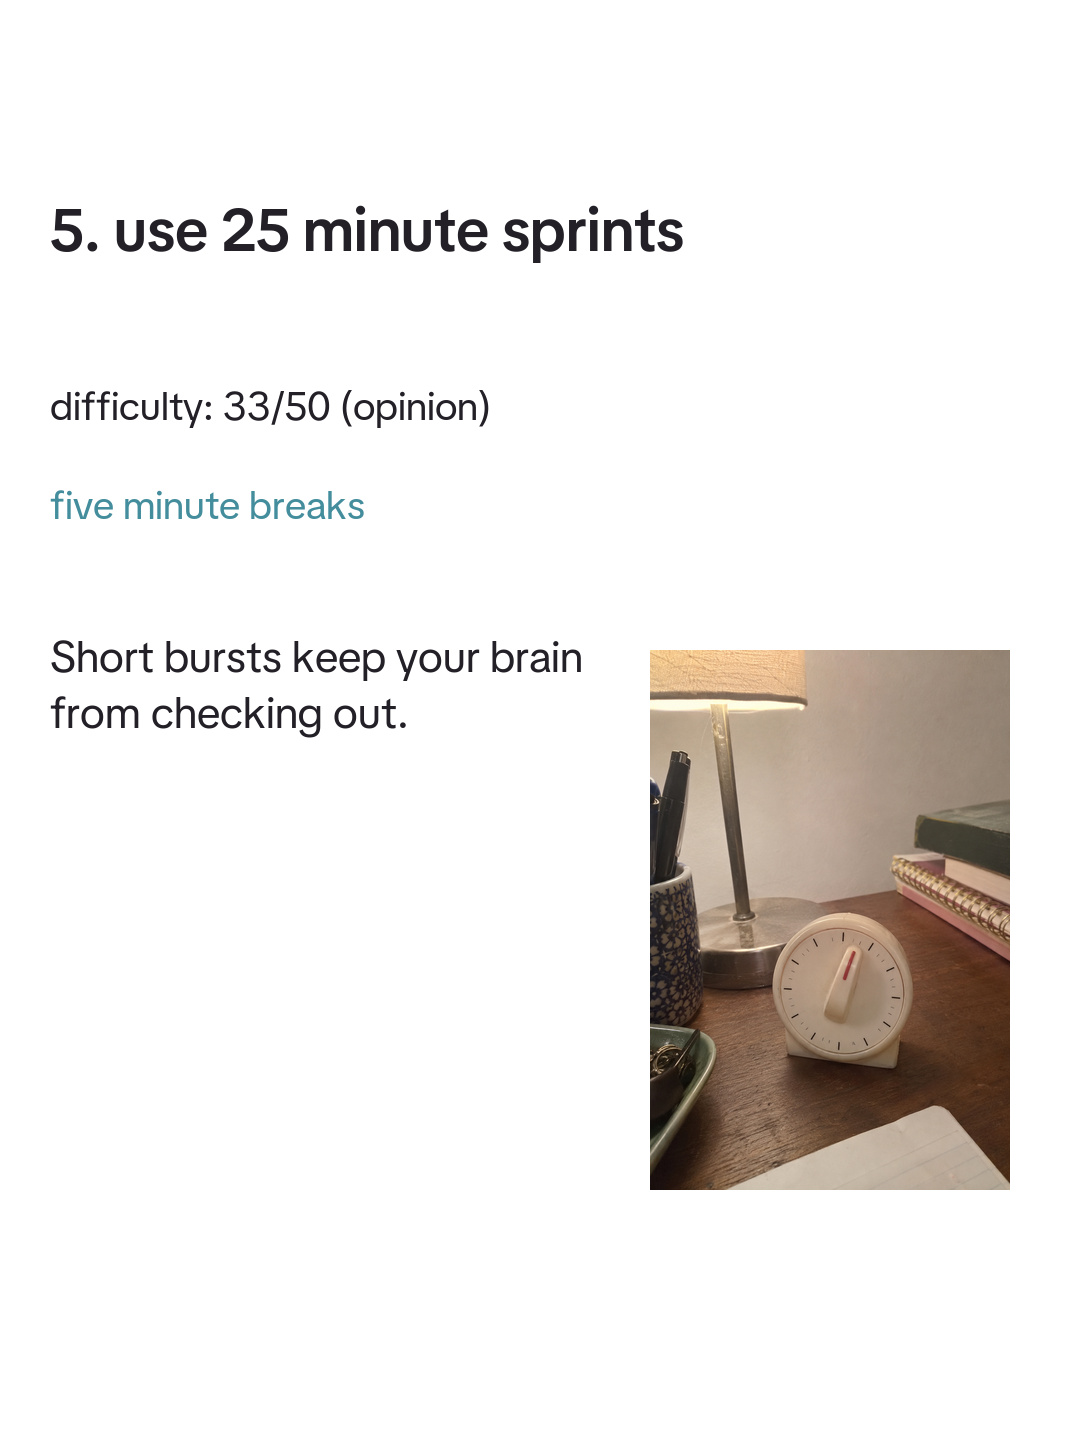 5. use 25 minute sprints
difficulty: 33/50 (opinion)
five minute breaks
Short bursts keep your brain
from checking out.